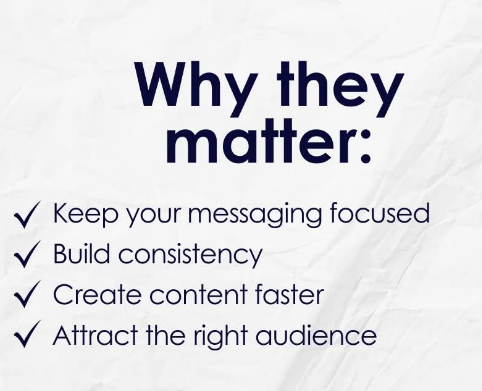 Why they
matter:
✓ Keep your messaging focused
✓ Build consistency
✓ Create content faster
✓ Attract the right audience